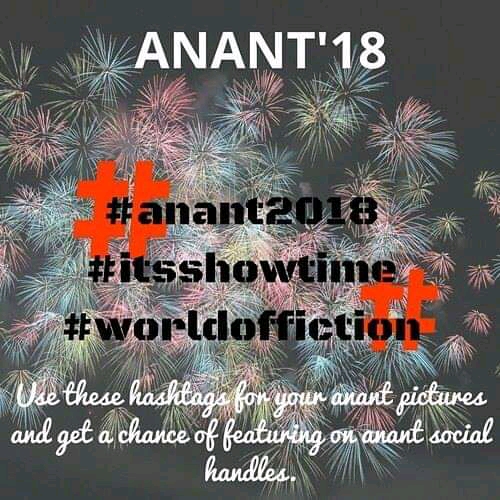 ANANT'18
#anant2018
#itsshowtime
#worldoffiction
Use these hashtags for your anant pictures
and get a chance of featuring on anant social
handles.